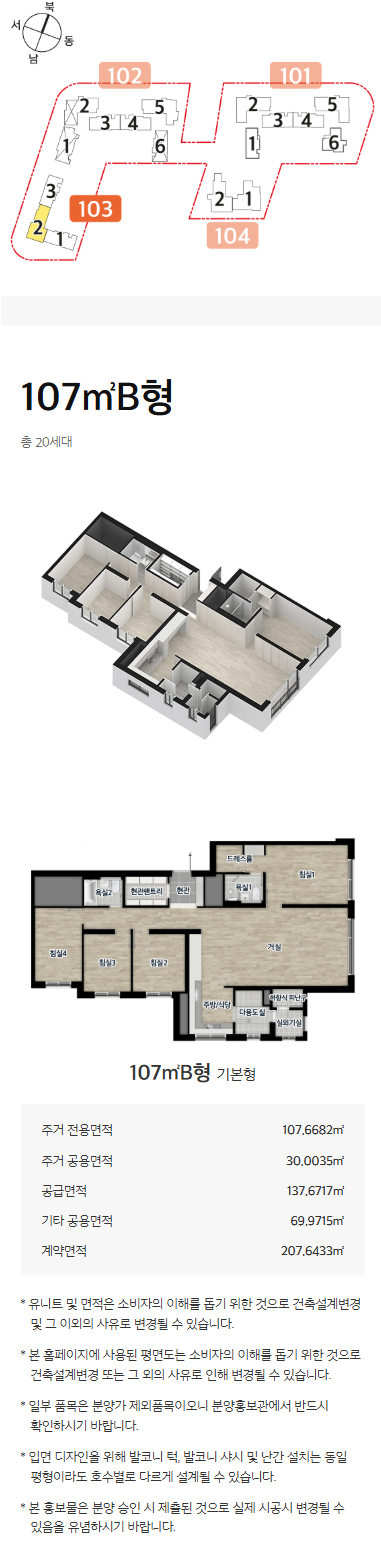 북
서
동
남
102
101
2
5
3
4
1
6
2
5
3
4
1
6
3
103
2
1
2
1
104
107㎡B형
총 20세대
드레스룸
침실1
욕실2
현관팬트리
현관
욕실1
침실4
침실3
침실2
거실
주방/식당
다용도실
하향식 피난구
실외기실
107㎡B형 기본형
주거 전용면적 107.6682㎡
주거 공용면적 30.0035㎡
공급면적 137.6717㎡
기타 공용면적 69.9715㎡
계약면적 207.6433㎡
* 유니트 및 면적은 소비자의 이해를 돕기 위한 것으로 건축설계변경
및 그 이외의 사유로 변경될 수 있습니다.
* 본 홈페이지에 사용된 평면도는 소비자의 이해를 돕기 위한 것으로
건축설계변경 또는 그 외의 사유로 인해 변경될 수 있습니다.
* 일부 품목은 분양가 제외품목이오니 분양홍보관에서 반드시
확인하시기 바랍니다.
* 입면 디자인을 위해 발코니 턱, 발코니 샤시 및 난간 설치는 동일
평형이라도 호수별로 다르게 설계될 수 있습니다.
* 본 홍보물은 분양 승인 시 제출된 것으로 실제 시공시 변경될 수
있음을 유념하시기 바랍니다.